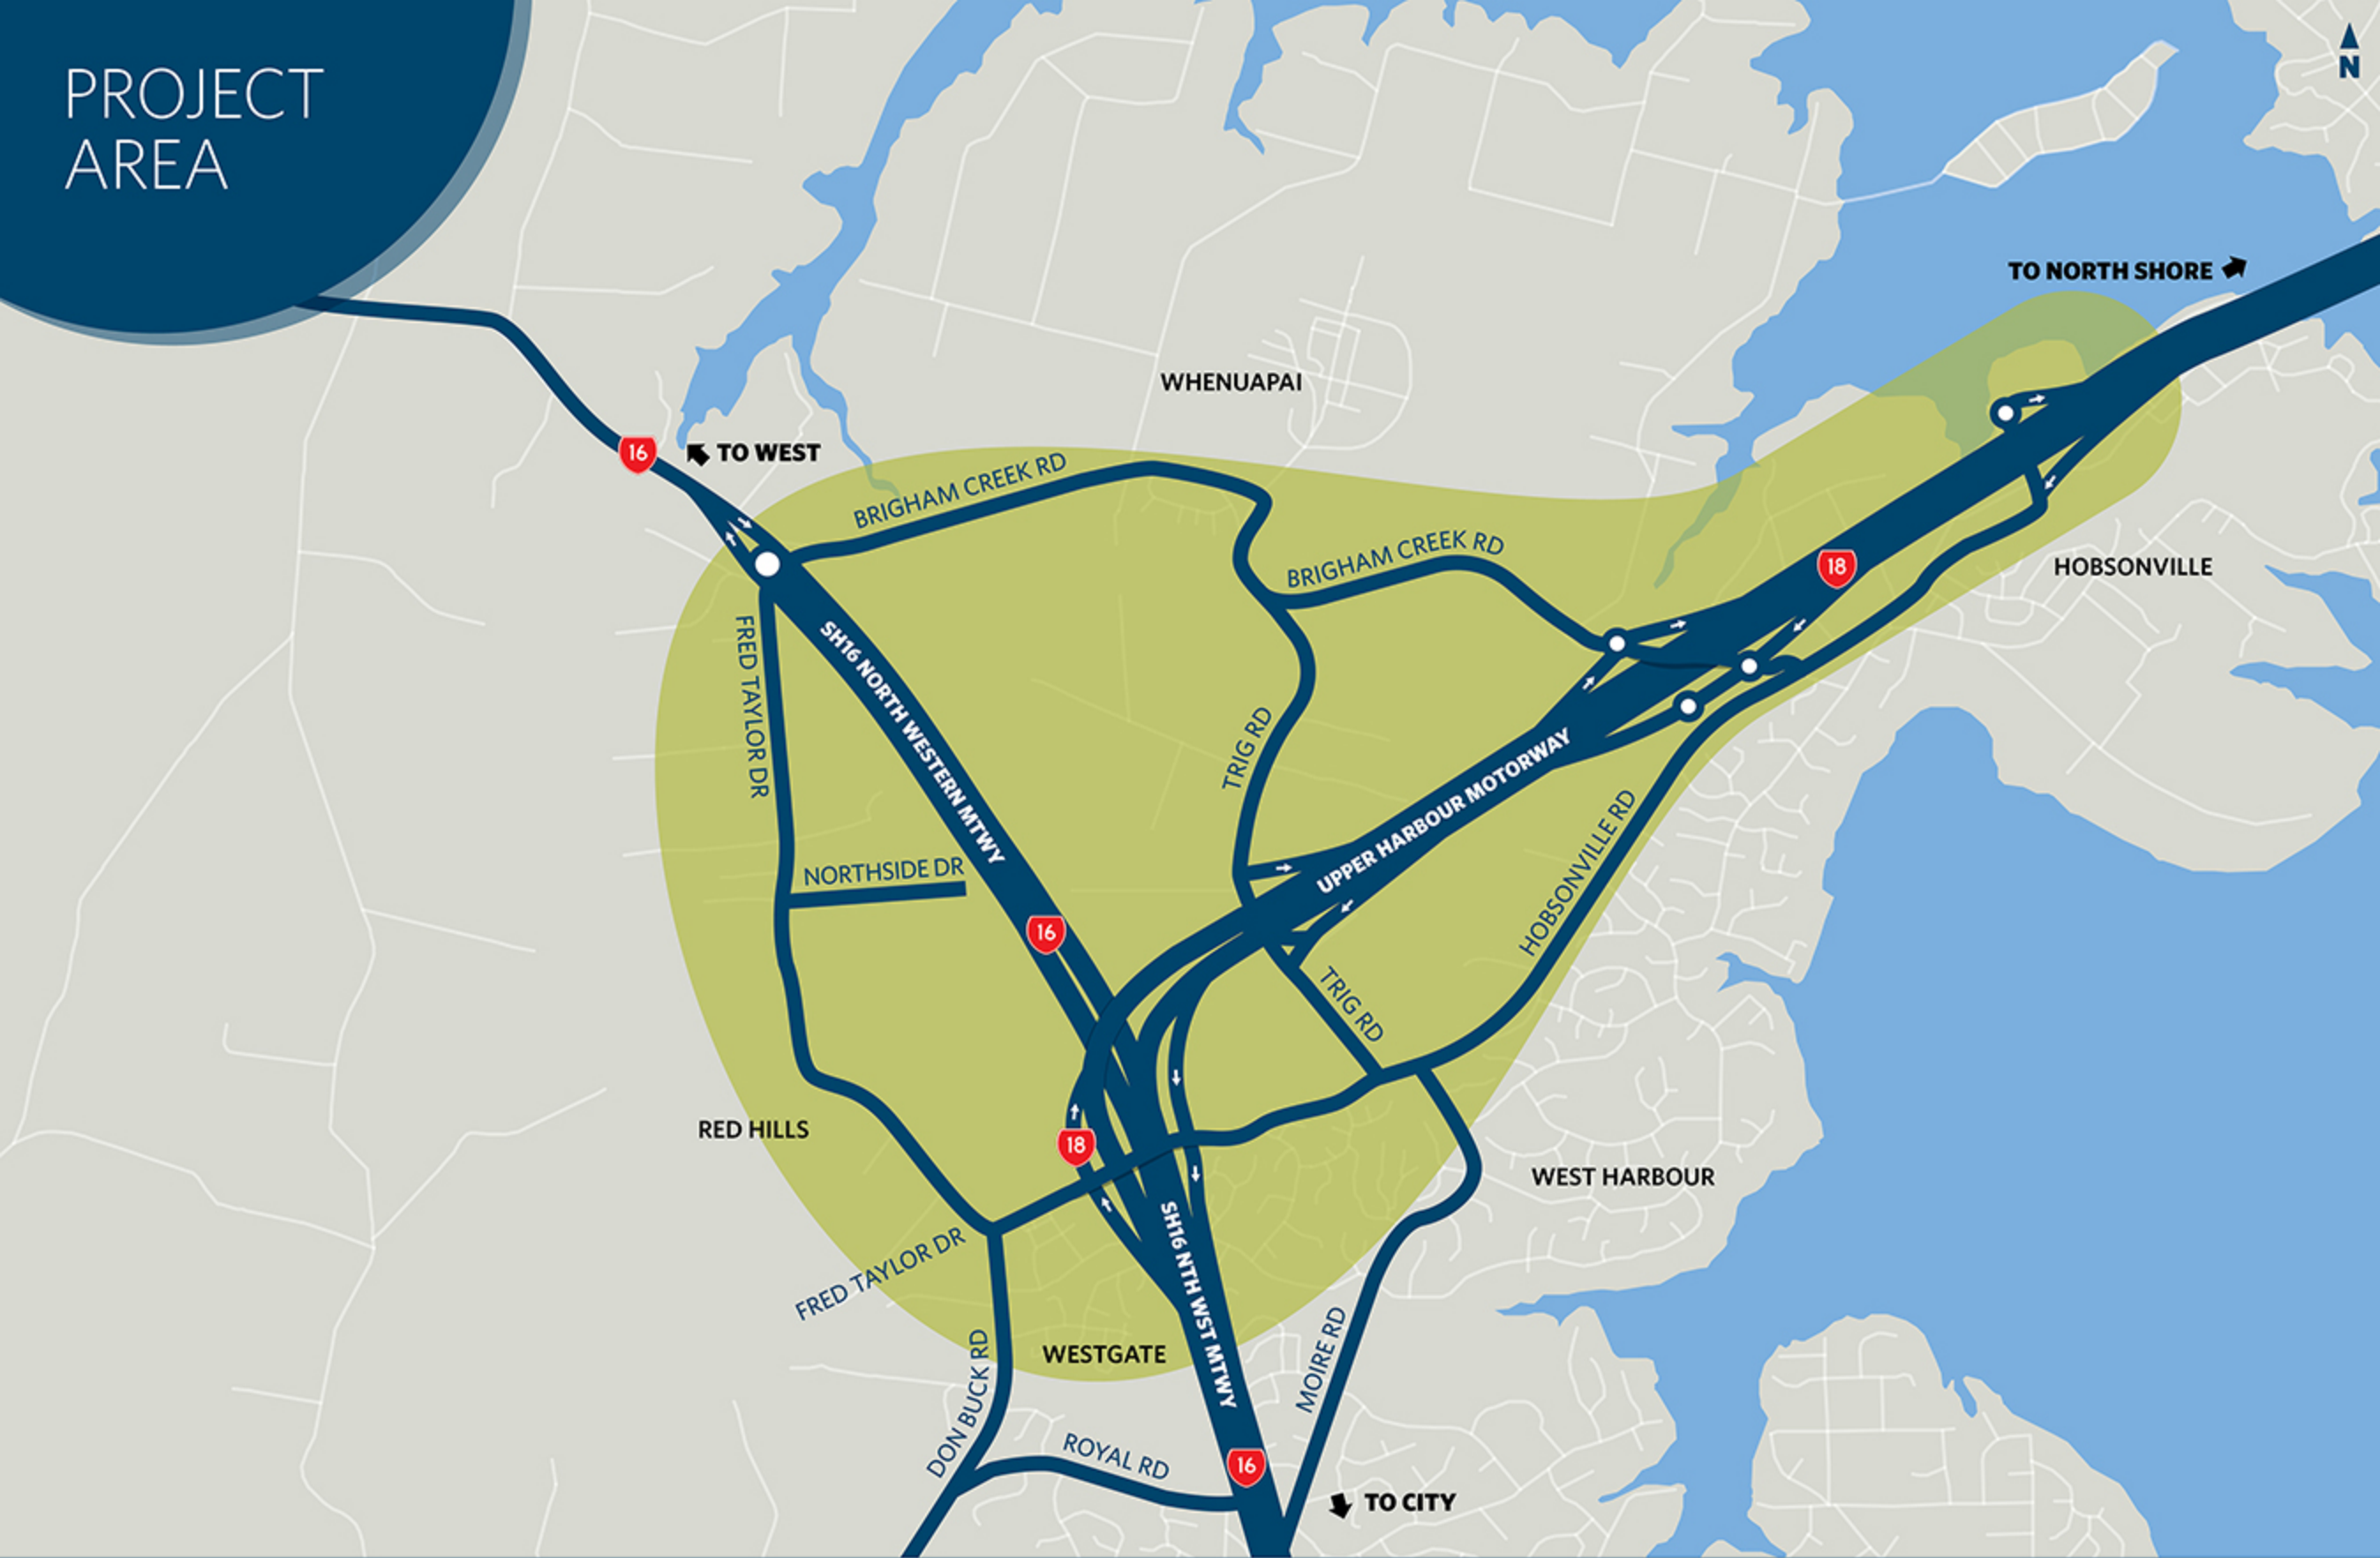 PROJECT
AREA
N
TO NORTH SHORE
WHENUAPAI
16
TO WEST
BRIGHAM CREEK RD
BRIGHAM CREEK RD
18
HOBSONVILLE
FRED TAYLOR DR
SH16 NORTH WESTERN MTWY
TRIG RD
UPPER HARBOUR MOTORWAY
HOBSONVILLE RD
NORTHSIDE DR
16
TRIG RD
RED HILLS
18
WEST HARBOUR
FRED TAYLOR DR
SH16 NTH WST MTWY
WESTGATE
MOIRE RD
DON BUCK RD
ROYAL RD
16
TO CITY